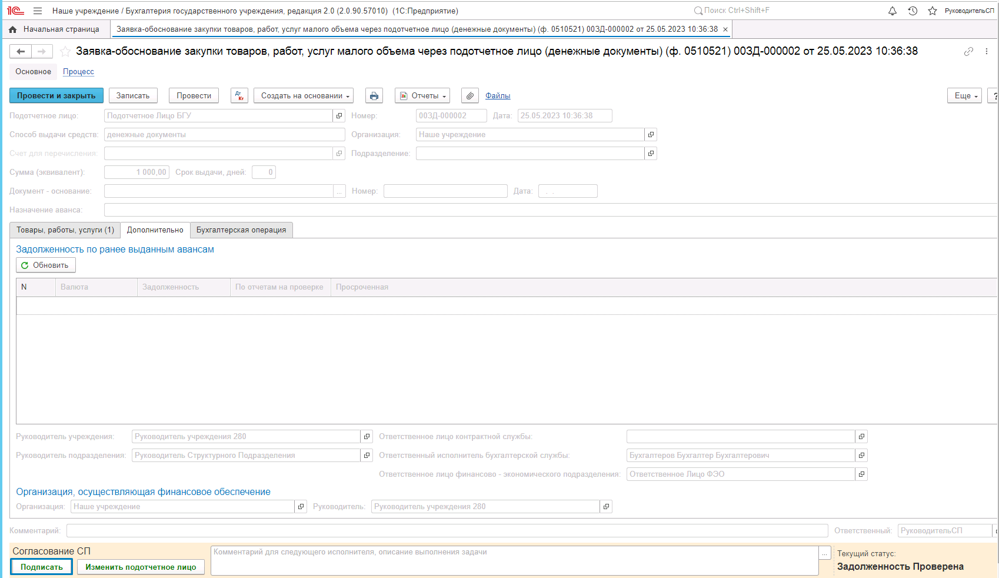 1С Наше учреждение / Бухгалтерия государственного учреждения, редакция 2.0 (2.0.90.57010) (1С:Предприятие) Поиск Ctrl+Shift+F РуководительСП
Начальная страница Заявка-обоснование закупки товаров, работ, услуг малого объема через подотчетное лицо (денежные документы) (ф. 0510521) 00ЗД-000002 от 25.05.2023 10:36:38 ×
Заявка-обоснование закупки товаров, работ, услуг малого объема через подотчетное лицо (денежные документы) (ф. 0510521) 00ЗД-000002 от 25.05.2023 10:36:38
Основное Процесс
Провести и закрыть Записать Провести Дт Кт Создать на основании Отчеты Файлы Еще ?
Подотчетное лицо: Подотчетное Лицо БГУ Номер: 00ЗД-000002 Дата: 25.05.2023 10:36:38
Способ выдачи средств: денежные документы Организация: Наше учреждение
Счет для перечисления: Подразделение:
Сумма (эквивалент): 1 000,00 Срок выдачи, дней: 0
Документ - основание: ... Номер: Дата: . .
Назначение аванса:
Товары, работы, услуги (1) Дополнительно Бухгалтерская операция
Задолженность по ранее выданным авансам
Обновить
N Валюта Задолженность По отчетам на проверке Просроченная
Руководитель учреждения: Руководитель учреждения 280 Ответственное лицо контрактной службы:
Руководитель подразделения: Руководитель Структурного Подразделения Ответственный исполнитель бухгалтерской службы: Бухгалтеров Бухгалтер Бухгалтерович
Ответственное лицо финансово - экономического подразделения: Ответственное Лицо ФЭО
Организация, осуществляющая финансовое обеспечение
Организация: Наше учреждение Руководитель: Руководитель учреждения 280
Комментарий: Ответственный: РуководительСП
Согласование СП Комментарий для следующего исполнителя, описание выполнения задачи ... Текущий статус:
Подписать Изменить подотчетное лицо Задолженность Проверена